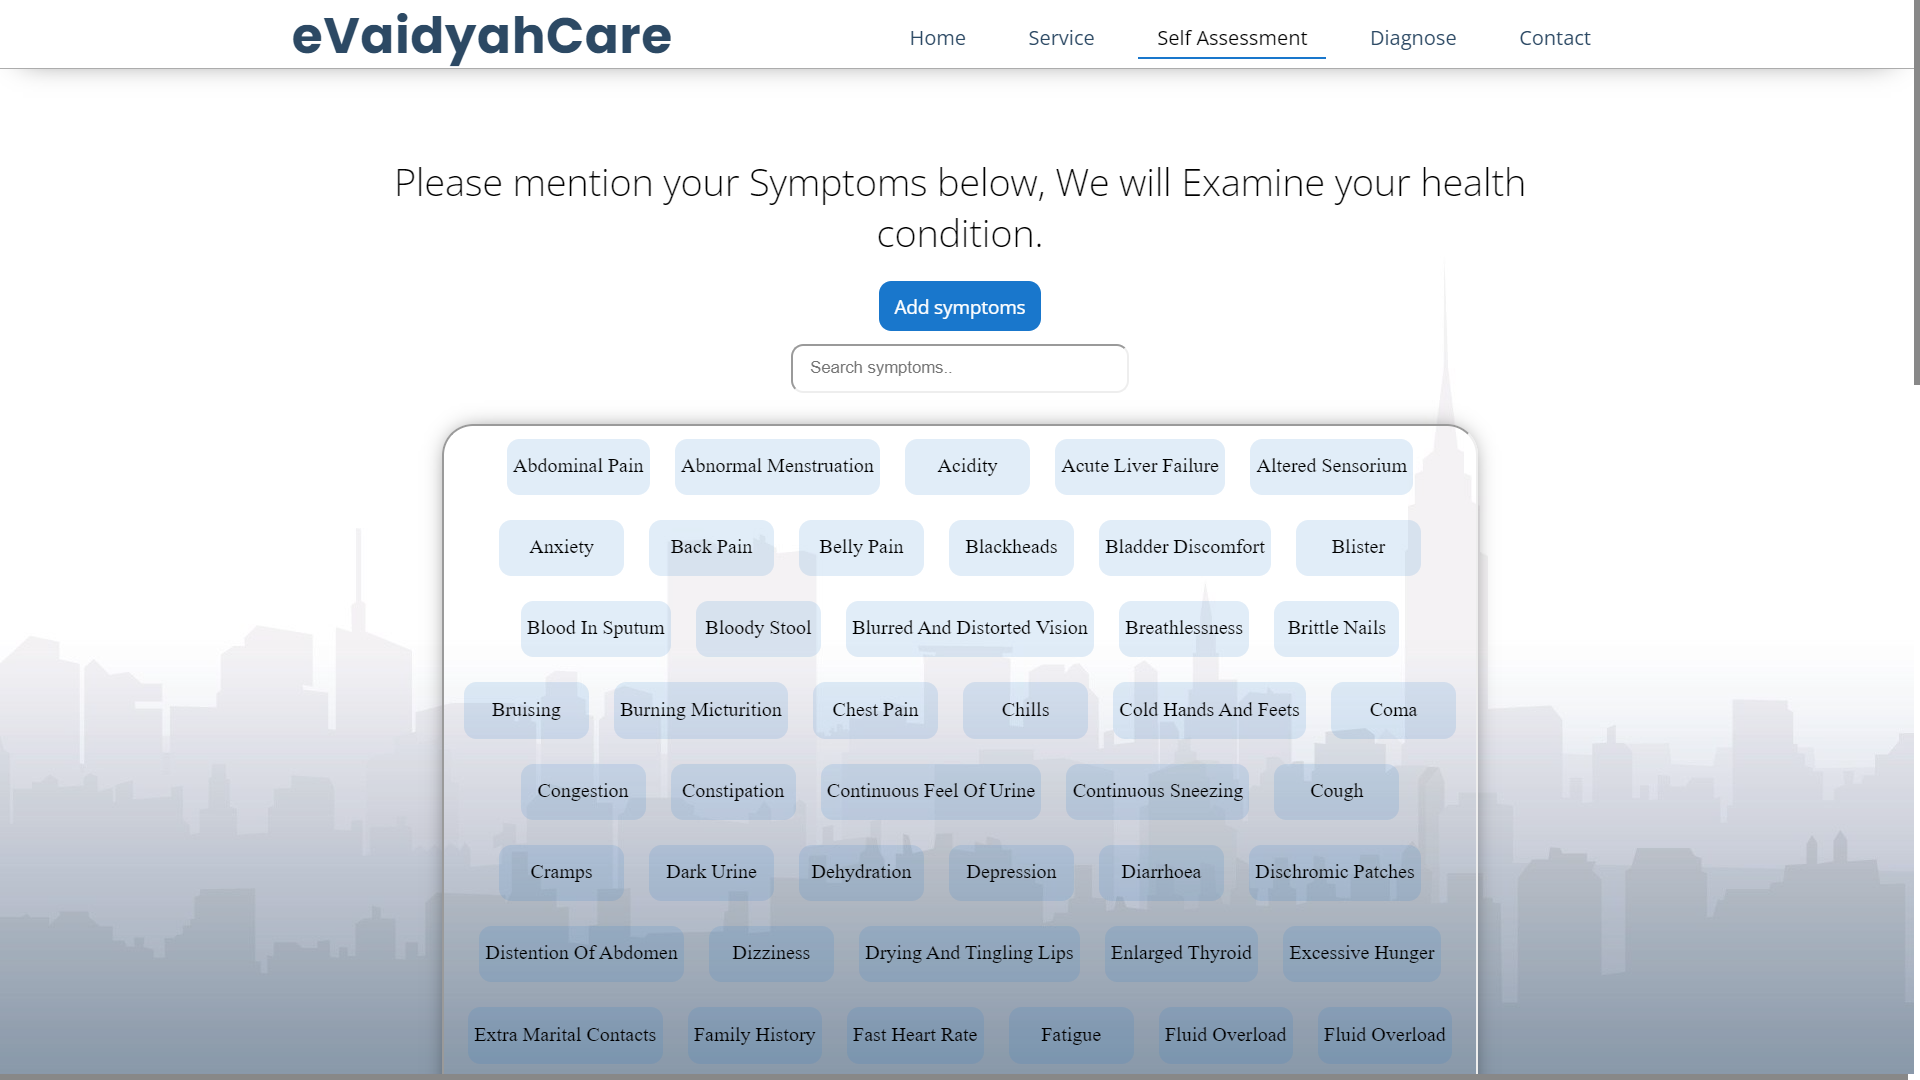 eVaidyahCare
Home Service Self Assessment Diagnose Contact
Please mention your Symptoms below, We will Examine your health
condition.
Add symptoms
Search symptoms..
Abdominal Pain Abnormal Menstruation Acidity Acute Liver Failure Altered Sensorium
Anxiety Back Pain Belly Pain Blackheads Bladder Discomfort Blister
Blood In Sputum Bloody Stool Blurred And Distorted Vision Breathlessness Brittle Nails
Bruising Burning Micturition Chest Pain Chills Cold Hands And Feets Coma
Congestion Constipation Continuous Feel Of Urine Continuous Sneezing Cough
Cramps Dark Urine Dehydration Depression Diarrhoea Dischromic Patches
Distention Of Abdomen Dizziness Drying And Tingling Lips Enlarged Thyroid Excessive Hunger
Extra Marital Contacts Family History Fast Heart Rate Fatigue Fluid Overload Fluid Overload